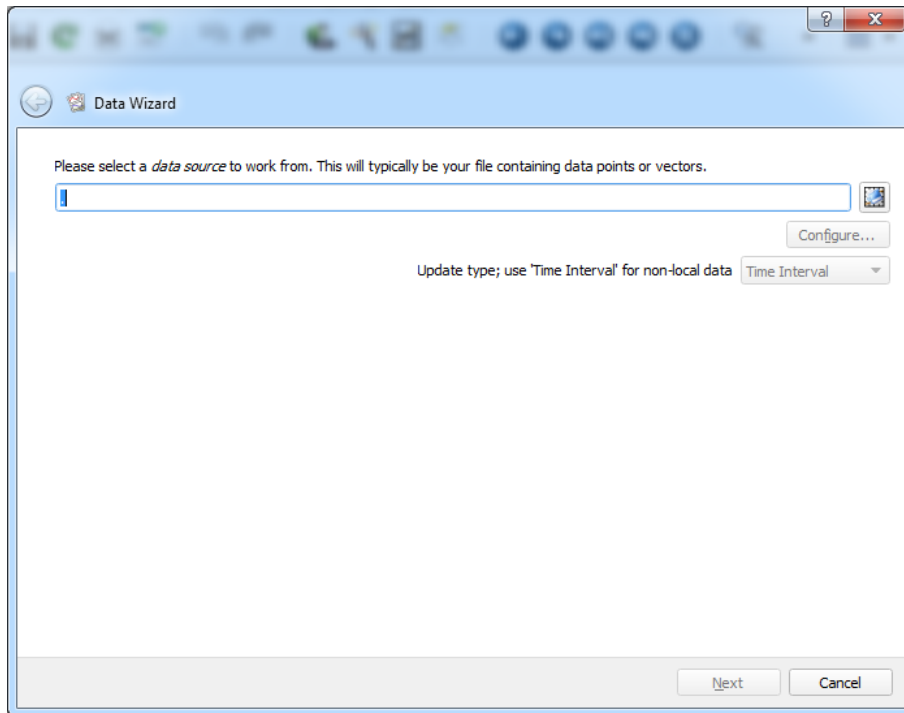 ?
X
Data Wizard
Please select a data source to work from. This will typically be your file containing data points or vectors.
.
Configure...
Update type; use 'Time Interval' for non-local data Time Interval
Next Cancel